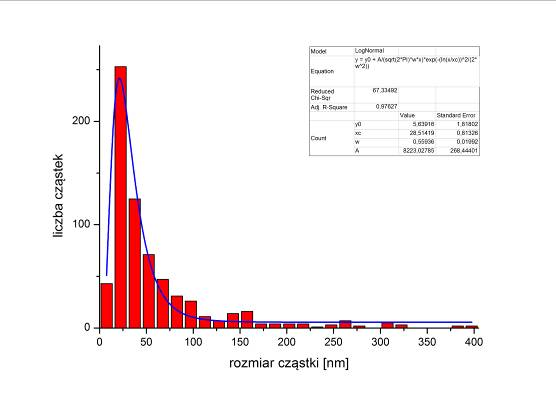 Model LogNormal
Equation y = y0 + A/(sqrt(2*PI)*w*x)*exp(-(ln(x/xc))^2/(2*
w^2))
Reduced
Chi-Sqr 67,33492
Adj. R-Square 0,97627
Value Standard Error
Count y0 5,63916 1,81802
xc 28,51419 0,61326
w 0,55936 0,01992
A 8223,02785 268,44401
liczba cząstek
200
100
0
0 50 100 150 200 250 300 350 400
rozmiar cząstki [nm]